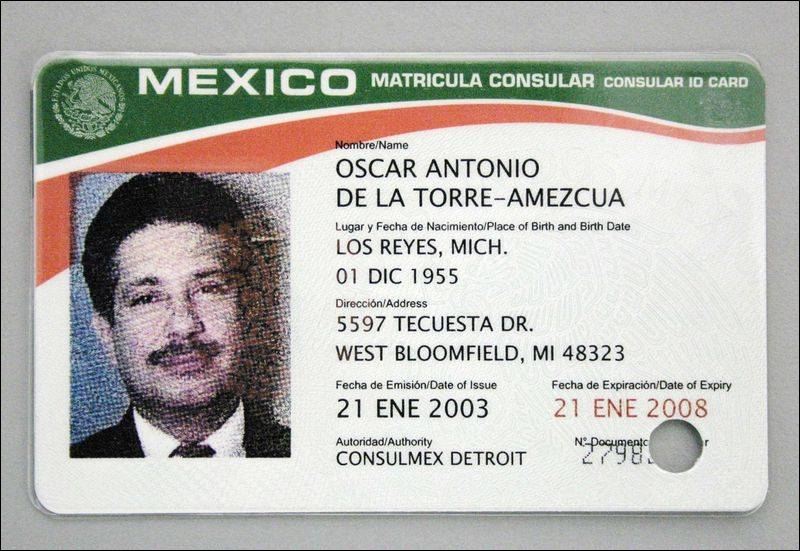 ESTADOS UNIDOS MEXICANOS
MEXICO MATRICULA CONSULAR CONSULAR ID CARD
Nombre/Name
OSCAR ANTONIO
DE LA TORRE-AMEZCUA
Lugar y Fecha de Nacimiento/Place of Birth and Birth Date
LOS REYES, MICH.
01 DIC 1955
Dirección/Address
5597 TECUESTA DR.
WEST BLOOMFIELD, MI 48323
Fecha de Emisión/Date of Issue Fecha de Expiración/Date of Expiry
21 ENE 2003 21 ENE 2008
Autoridad/Authority Nº Documento
CONSULMEX DETROIT